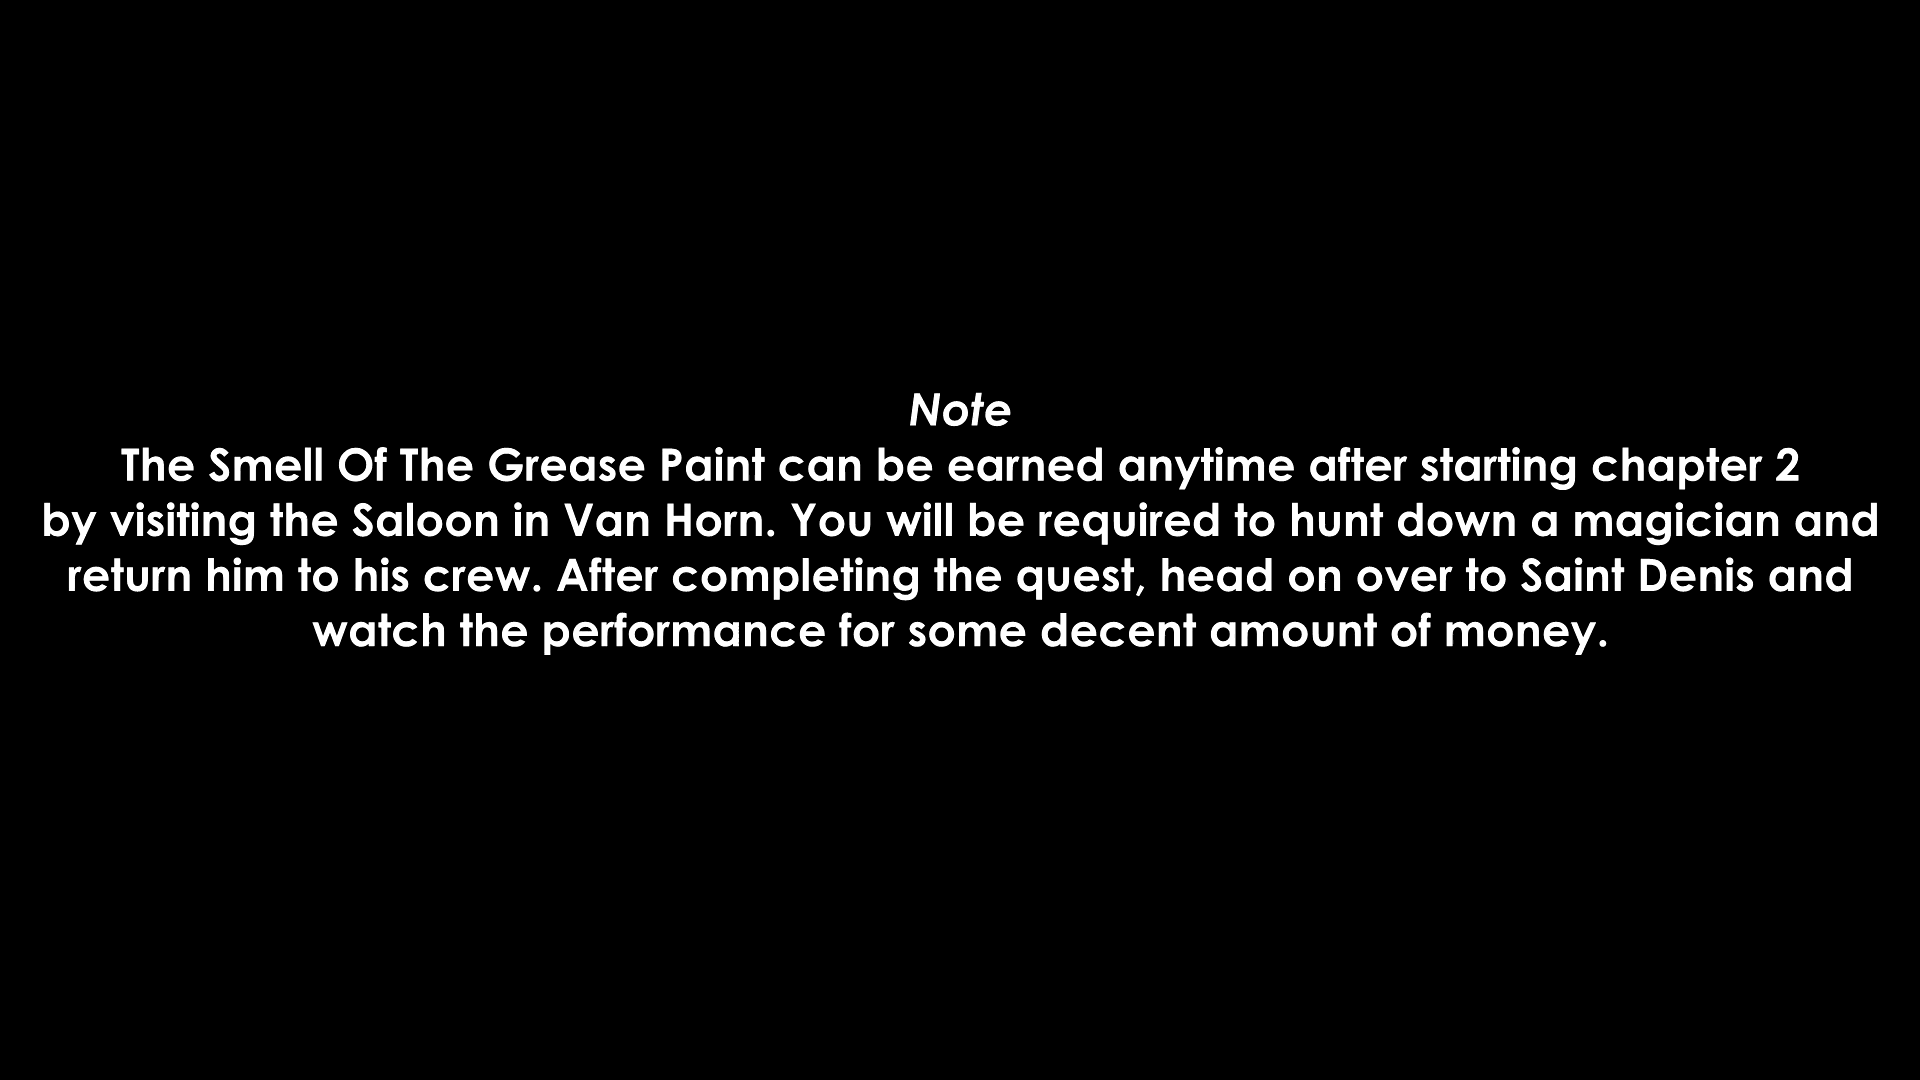 Note
The Smell Of The Grease Paint can be earned anytime after starting chapter 2
by visiting the Saloon in Van Horn. You will be required to hunt down a magician and
return him to his crew. After completing the quest, head on over to Saint Denis and
watch the performance for some decent amount of money.